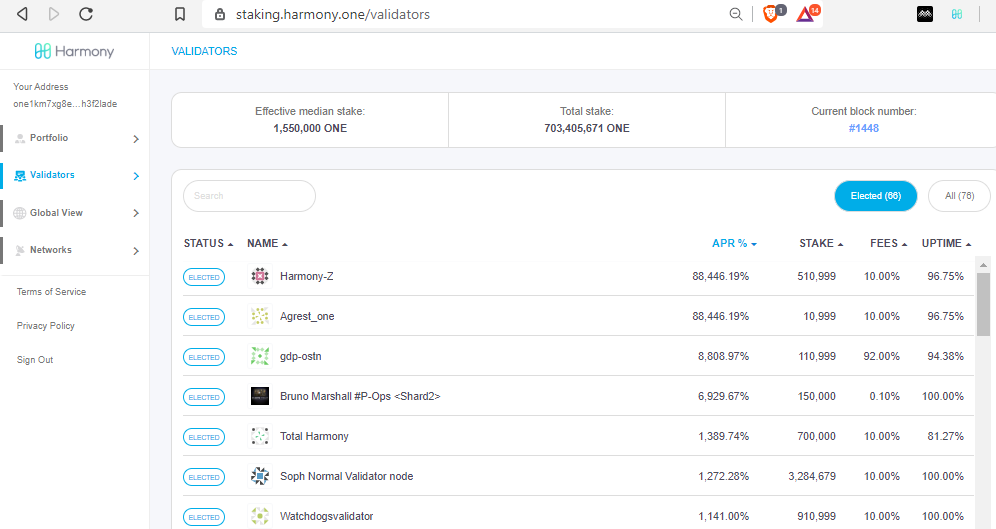 staking.harmony.one/validators
1
14
Harmony
VALIDATORS
Your Address
one1km7xg8e...h3f2lade
Portfolio
Validators
Global View
Networks
Terms of Service
Privacy Policy
Sign Out
Effective median stake: Total stake: Current block number:
1,550,000 ONE 703,405,671 ONE #1448
Search Elected (66) All (76)
STATUS NAME APR % STAKE FEES UPTIME
ELECTED Harmony-Z 88,446.19% 510,999 10.00% 96.75%
ELECTED Agrest_one 88,446.19% 10,999 10.00% 96.75%
ELECTED gdp-ostn 8,808.97% 110,999 92.00% 94.38%
ELECTED Bruno Marshall #P-Ops <Shard2> 6,929.67% 150,000 0.10% 100.00%
ELECTED Total Harmony 1,389.74% 700,000 10.00% 81.27%
ELECTED Soph Normal Validator node 1,272.28% 3,284,679 10.00% 100.00%
ELECTED Watchdogsvalidator 1,141.00% 910,999 10.00% 100.00%